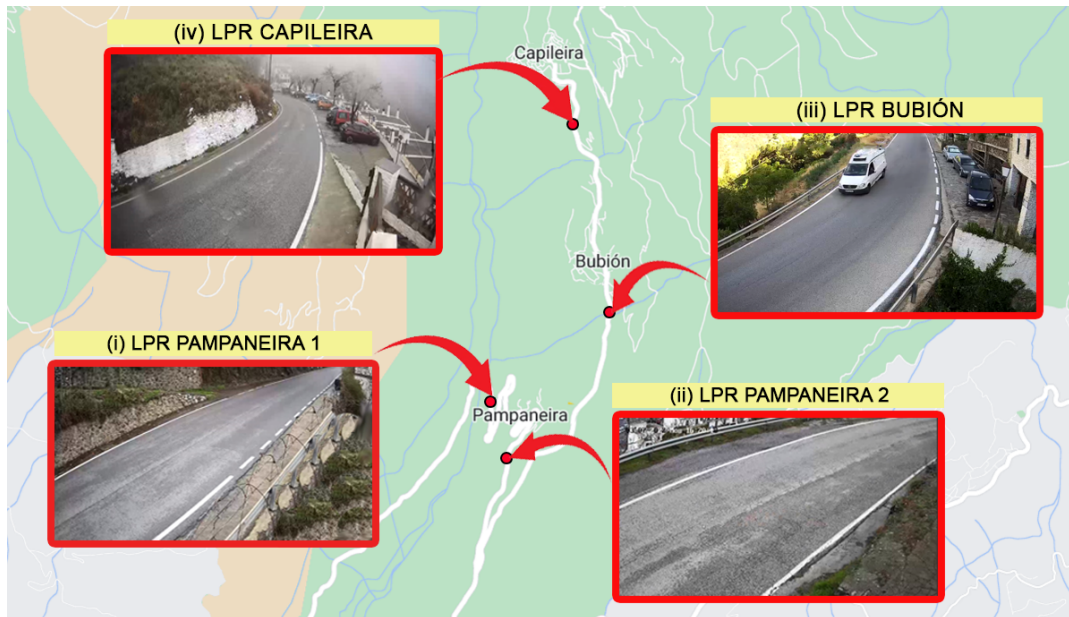 (iv) LPR CAPILEIRA
Capileira
(iii) LPR BUBIÓN
Bubión
(i) LPR PAMPANEIRA 1
(ii) LPR PAMPANEIRA 2
Pampaneira